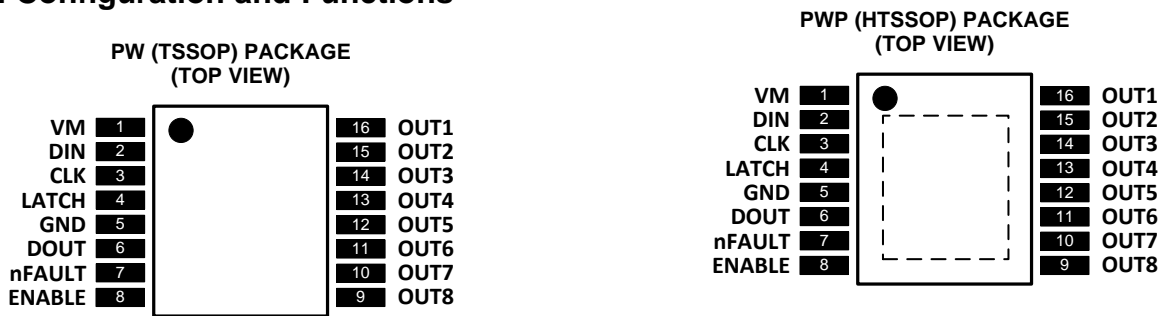 Configuration and Functions
PW (TSSOP) PACKAGE
(TOP VIEW)
VM 1 16 OUT1
DIN 2 15 OUT2
CLK 3 14 OUT3
LATCH 4 13 OUT4
GND 5 12 OUT5
DOUT 6 11 OUT6
nFAULT 7 10 OUT7
ENABLE 8 9 OUT8
PWP (HTSSOP) PACKAGE
(TOP VIEW)
VM 1 16 OUT1
DIN 2 15 OUT2
CLK 3 14 OUT3
LATCH 4 13 OUT4
GND 5 12 OUT5
DOUT 6 11 OUT6
nFAULT 7 10 OUT7
ENABLE 8 9 OUT8